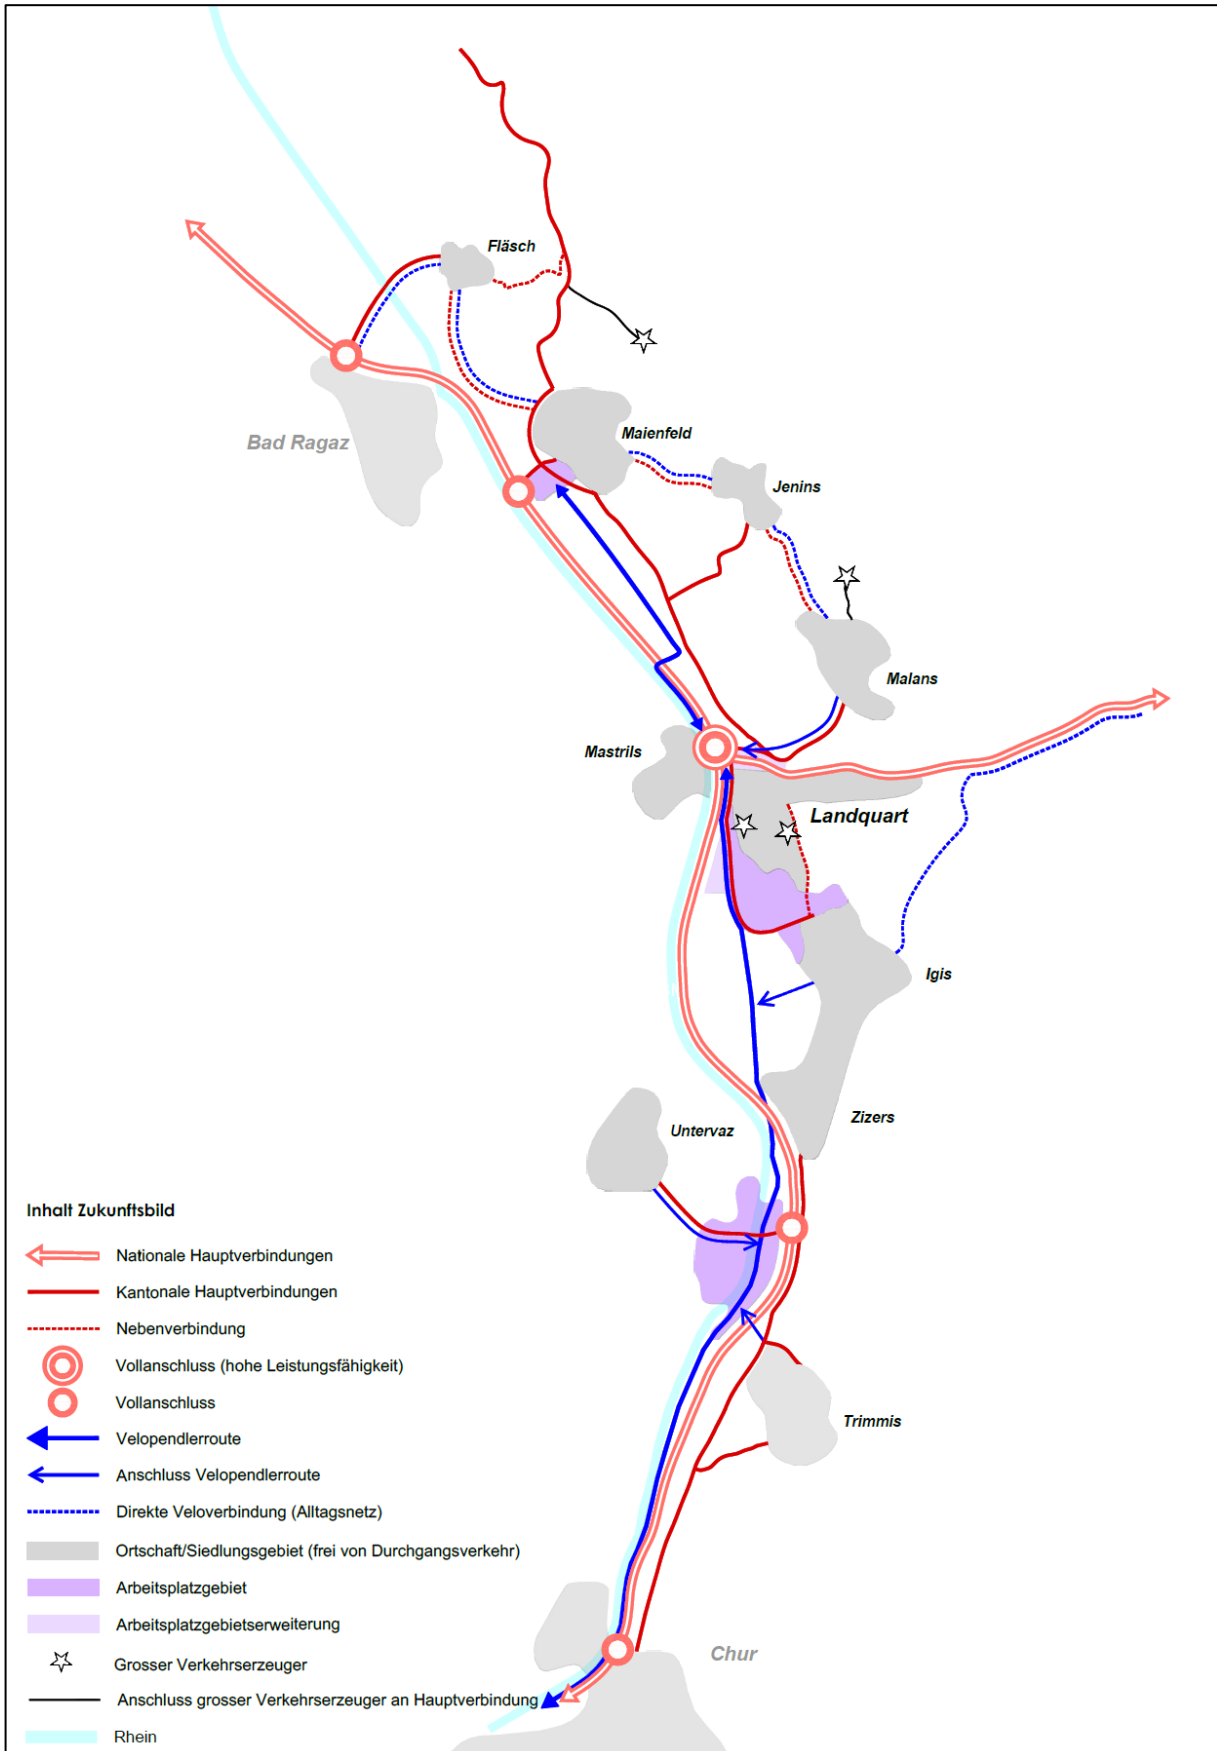 Fläsch
Bad Ragaz
Maienfeld
Jenins
Malans
Mastrils
Landquart
Igis
Zizers
Untervaz
Trimmis
Chur
Inhalt Zukunftsbild
Nationale Hauptverbindungen
Kantonale Hauptverbindungen
Nebenverbindung
Vollanschluss (hohe Leistungsfähigkeit)
Vollanschluss
Velopendlerroute
Anschluss Velopendlerroute
Direkte Veloverbindung (Alltagsnetz)
Ortschaft/Siedlungsgebiet (frei von Durchgangsverkehr)
Arbeitsplatzgebiet
Arbeitsplatzgebietserweiterung
Grosser Verkehrserzeuger
Anschluss grosser Verkehrserzeuger an Hauptverbindung
Rhein